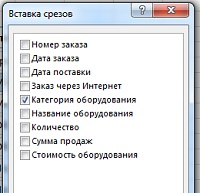 Вставка срезов
Номер заказа
Дата заказа
Дата поставки
Заказ через Интернет
Категория оборудования
Название оборудования
Количество
Сумма продаж
Стоимость оборудования